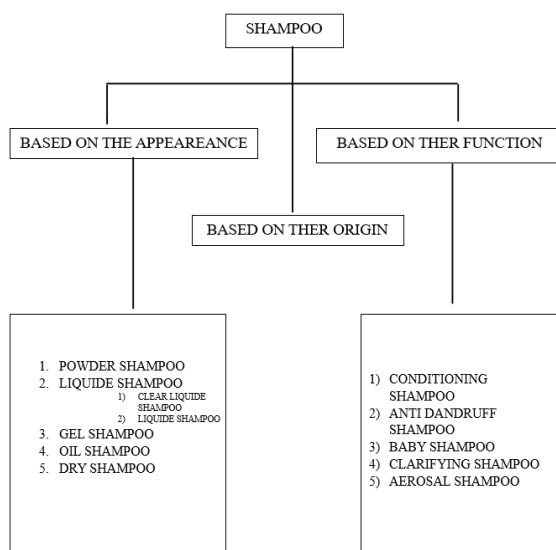 SHAMPOO
BASED ON THE APPEAREANCE
BASED ON THER FUNCTION
BASED ON THER ORIGIN
1. POWDER SHAMPOO
2. LIQUIDE SHAMPOO
1) CLEAR LIQUIDE
SHAMPOO
2) LIQUIDE SHAMPOO
3. GEL SHAMPOO
4. OIL SHAMPOO
5. DRY SHAMPOO
1) CONDITIONING
SHAMPOO
2) ANTI DANDRUFF
SHAMPOO
3) BABY SHAMPOO
4) CLARIFYING SHAMPOO
5) AEROSAL SHAMPOO